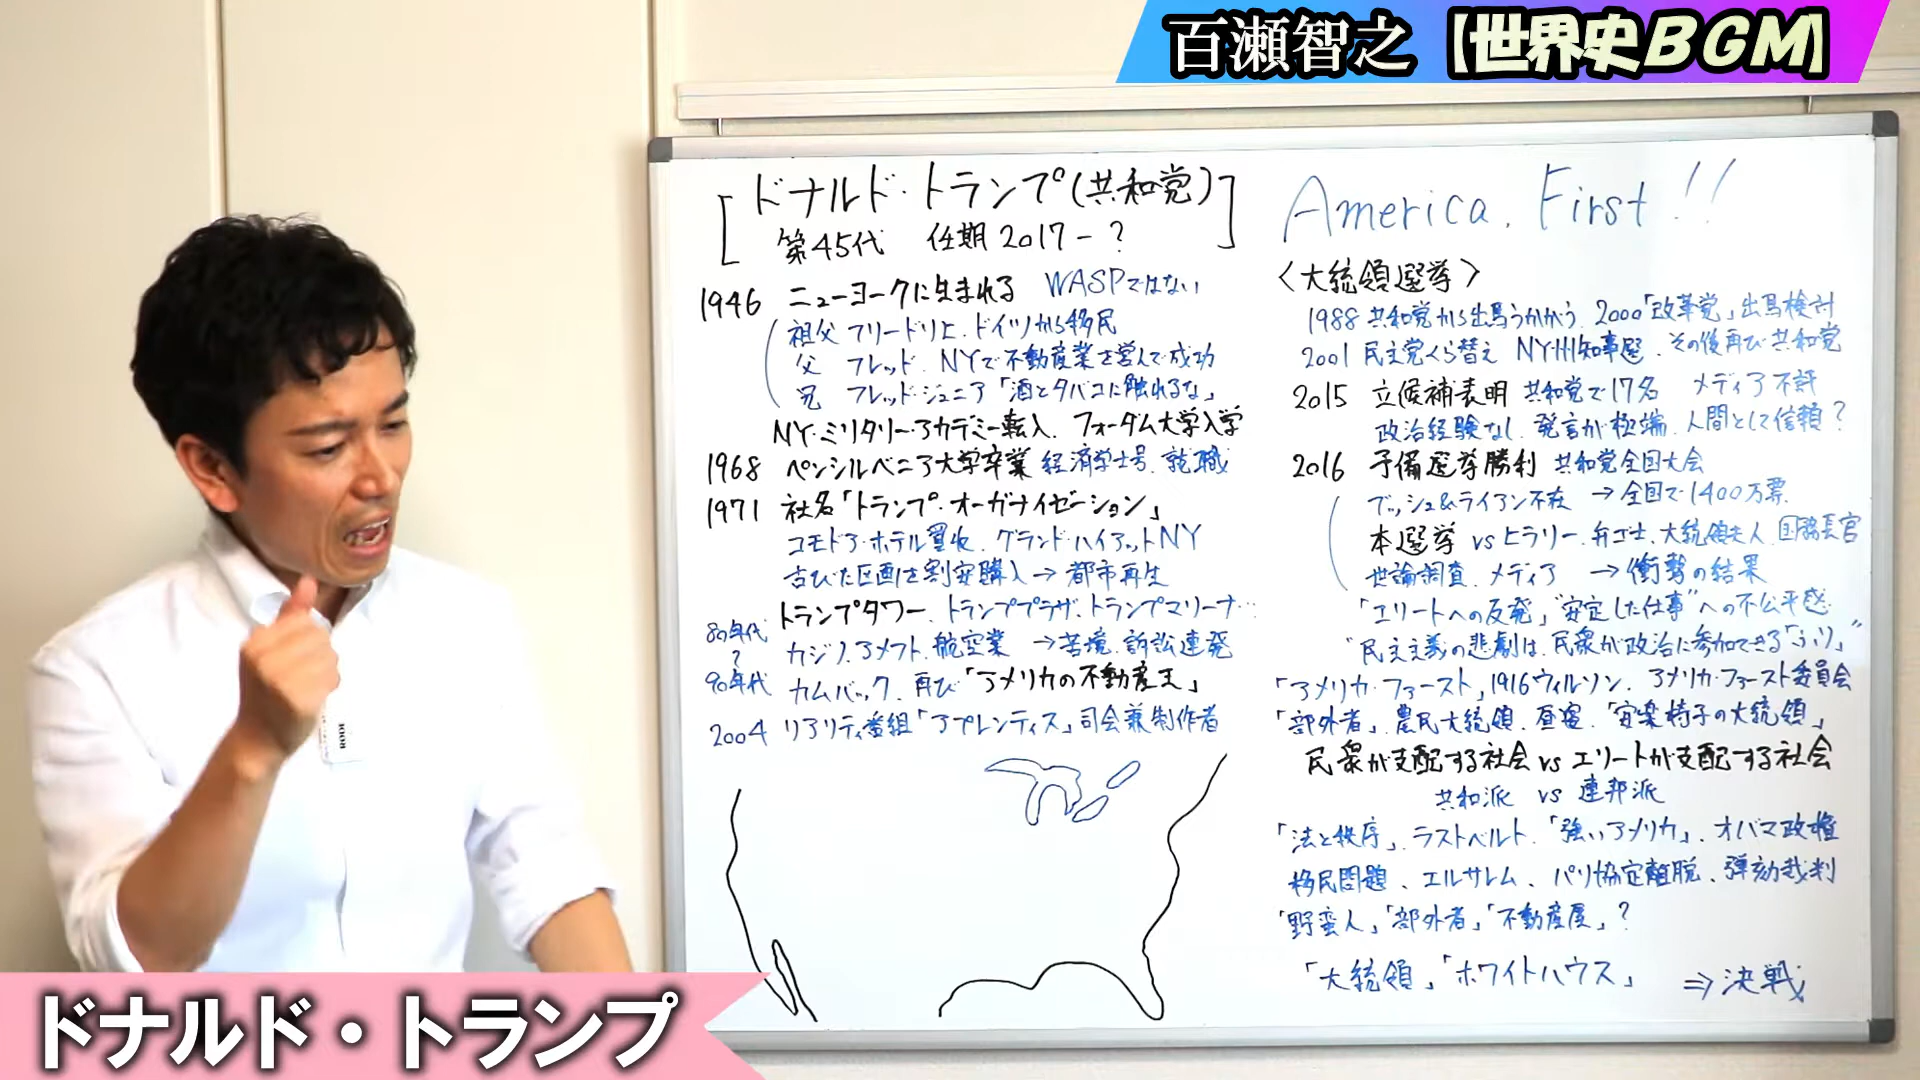 百瀬智之【世界史BGM】
ドナルド・トランプ(共和党)
第45代 任期2017-?
1946 ニューヨークに生まれる WASPではない
祖父 フリードリヒ.ドイツから移民
父 フレッド.NYで不動産業を営んで成功
兄 フレッド・ジュニア「酒とタバコに触れるな」
NY・ミリタリー・アカデミー転入.フォーダム大学入学
1968 ペンシルベニア大学卒業 経済学士号.就職
1971 社名「トランプ・オーガナイゼーション」
コモドア・ホテル買収.グランド・ハイアットNY
古びた区画を割安購入→都市再生
トランプタワー.トランププラザ.トランプマリーナ…
80年代
カジノ.アメフト.航空業 →苦境.訴訟連発
90年代 カムバック.再び「アメリカの不動産王」
2004 リアリティ番組「アプレンティス」司会兼制作者
America, First!!
〈大統領選挙〉
1988 共和党から出馬うかがう.2000「改革党」出馬検討
2001 民主党くら替え NY州知事選.その後再び共和党
2015 立候補表明 共和党で17名 メディア不評
政治経験なし.発言が極端.人間として信頼?
2016 予備選挙勝利 共和党全国大会
ブッシュ&ライアン不在 →全国で1400万票
本選挙 vsヒラリー.弁ゴ士.大統領夫人.国務長官
世論調査.メディア →衝撃の結果
「エリートへの反発」"安定した仕事"への不公平感
"民主主義の悲劇は.民衆が政治に参加できる「ふり」"
「アメリカ・ファースト」1916ウィルソン.アメリカ・ファースト委員会
「部外者」.農民大統領.昼寝.「安楽椅子の大統領」
民衆が支配する社会vsエリートが支配する社会
共和派 vs 連邦派
「法と秩序」.ラストベルト.「強いアメリカ」.オバマ政権
移民問題、エルサレム、パリ協定離脱、弾劾裁判
「野蛮人」「部外者」「不動産屋」?
「大統領」「ホワイトハウス」 ⇒決戦
ドナルド・トランプ